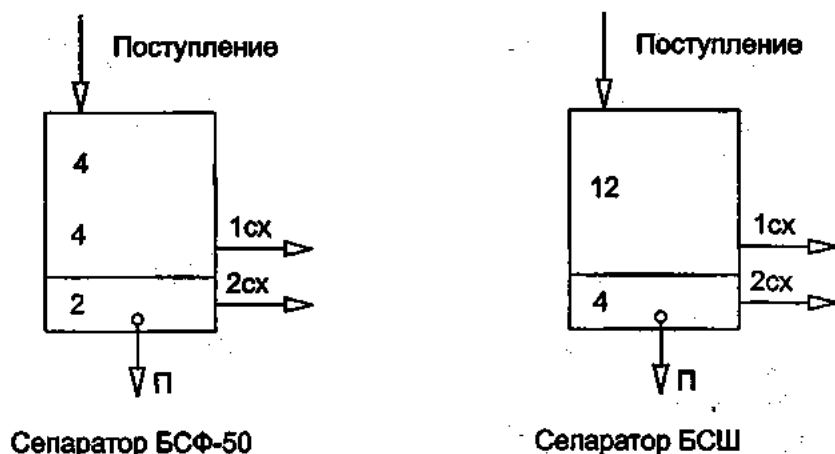 Поступление
4
4
1сх
2
2сх
П
Сепаратор БСФ-50
Поступление
12
1сх
4
2сх
П
Сепаратор БСШ